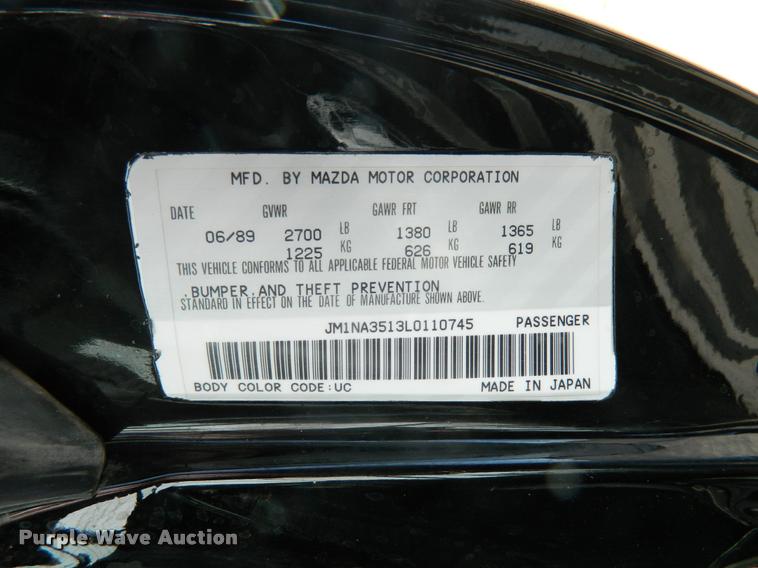 MFD. BY MAZDA MOTOR CORPORATION
DATE GVWR GAWR FRT GAWR RR
06/89 2700 LB 1380 LB 1365 LB
1225 KG 626 KG 619 KG
THIS VEHICLE CONFORMS TO ALL APPLICABLE FEDERAL MOTOR VEHICLE SAFETY
.BUMPER.AND THEFT PREVENTION
STANDARD IN EFFECT ON THE DATE OF MANUFACTURE SHOWN ABOVE.
JM1NA3513L0110745 PASSENGER
BODY COLOR CODE:UC MADE IN JAPAN
Purple Wave Auction